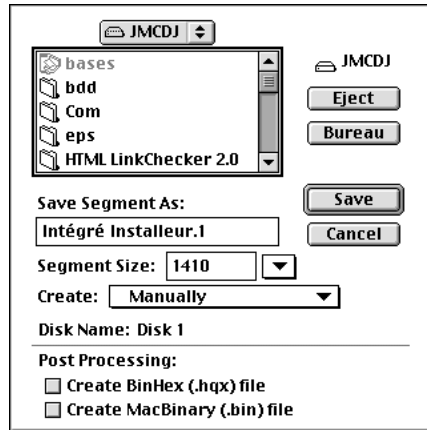 JMCDJ
bases
JMCDJ
bdd
Eject
Com
eps
Bureau
HTML LinkChecker 2.0
Save Segment As:
Save
Intégré Installeur.1
Cancel
Segment Size: 1410
Create: Manually
Disk Name: Disk 1
Post Processing:
Create BinHex (.hqx) file
Create MacBinary (.bin) file